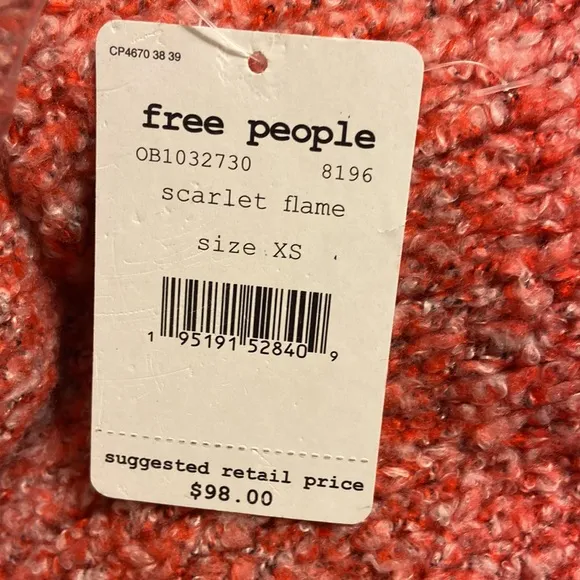 CP4670 38 39
free people
OB1032730 8196
scarlet flame
size XS
1 95191 52840 9
suggested retail price
$98.00